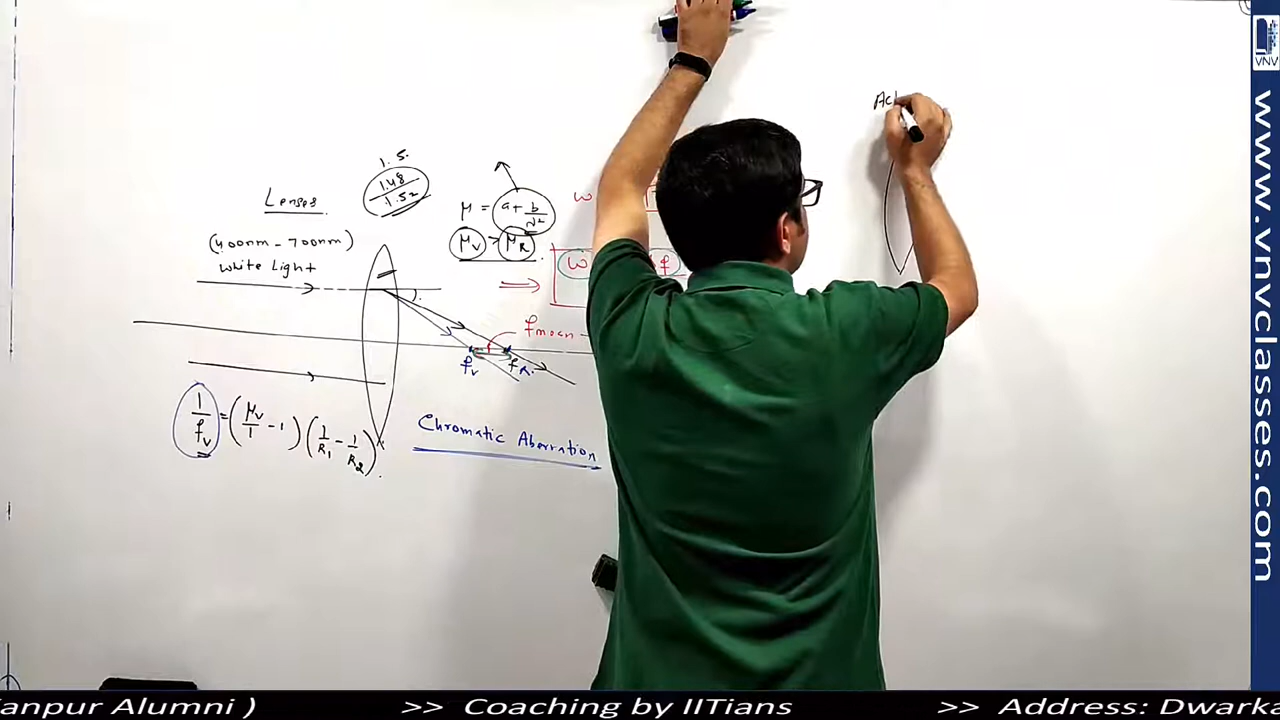 Lenses
(400nm - 700nm)
White Light
1.5.
1.48
1.52
μ = a + b/λ²
μv > μR
ω
ω f
fmean
fv fR.
1/fv = (μv/1 - 1)(1/R1 - 1/R2).
Chromatic Aberration
Ach
VNV
www.vnvclasses.com
anpur Alumni ) >> Coaching by IITians >> Address: Dwarka